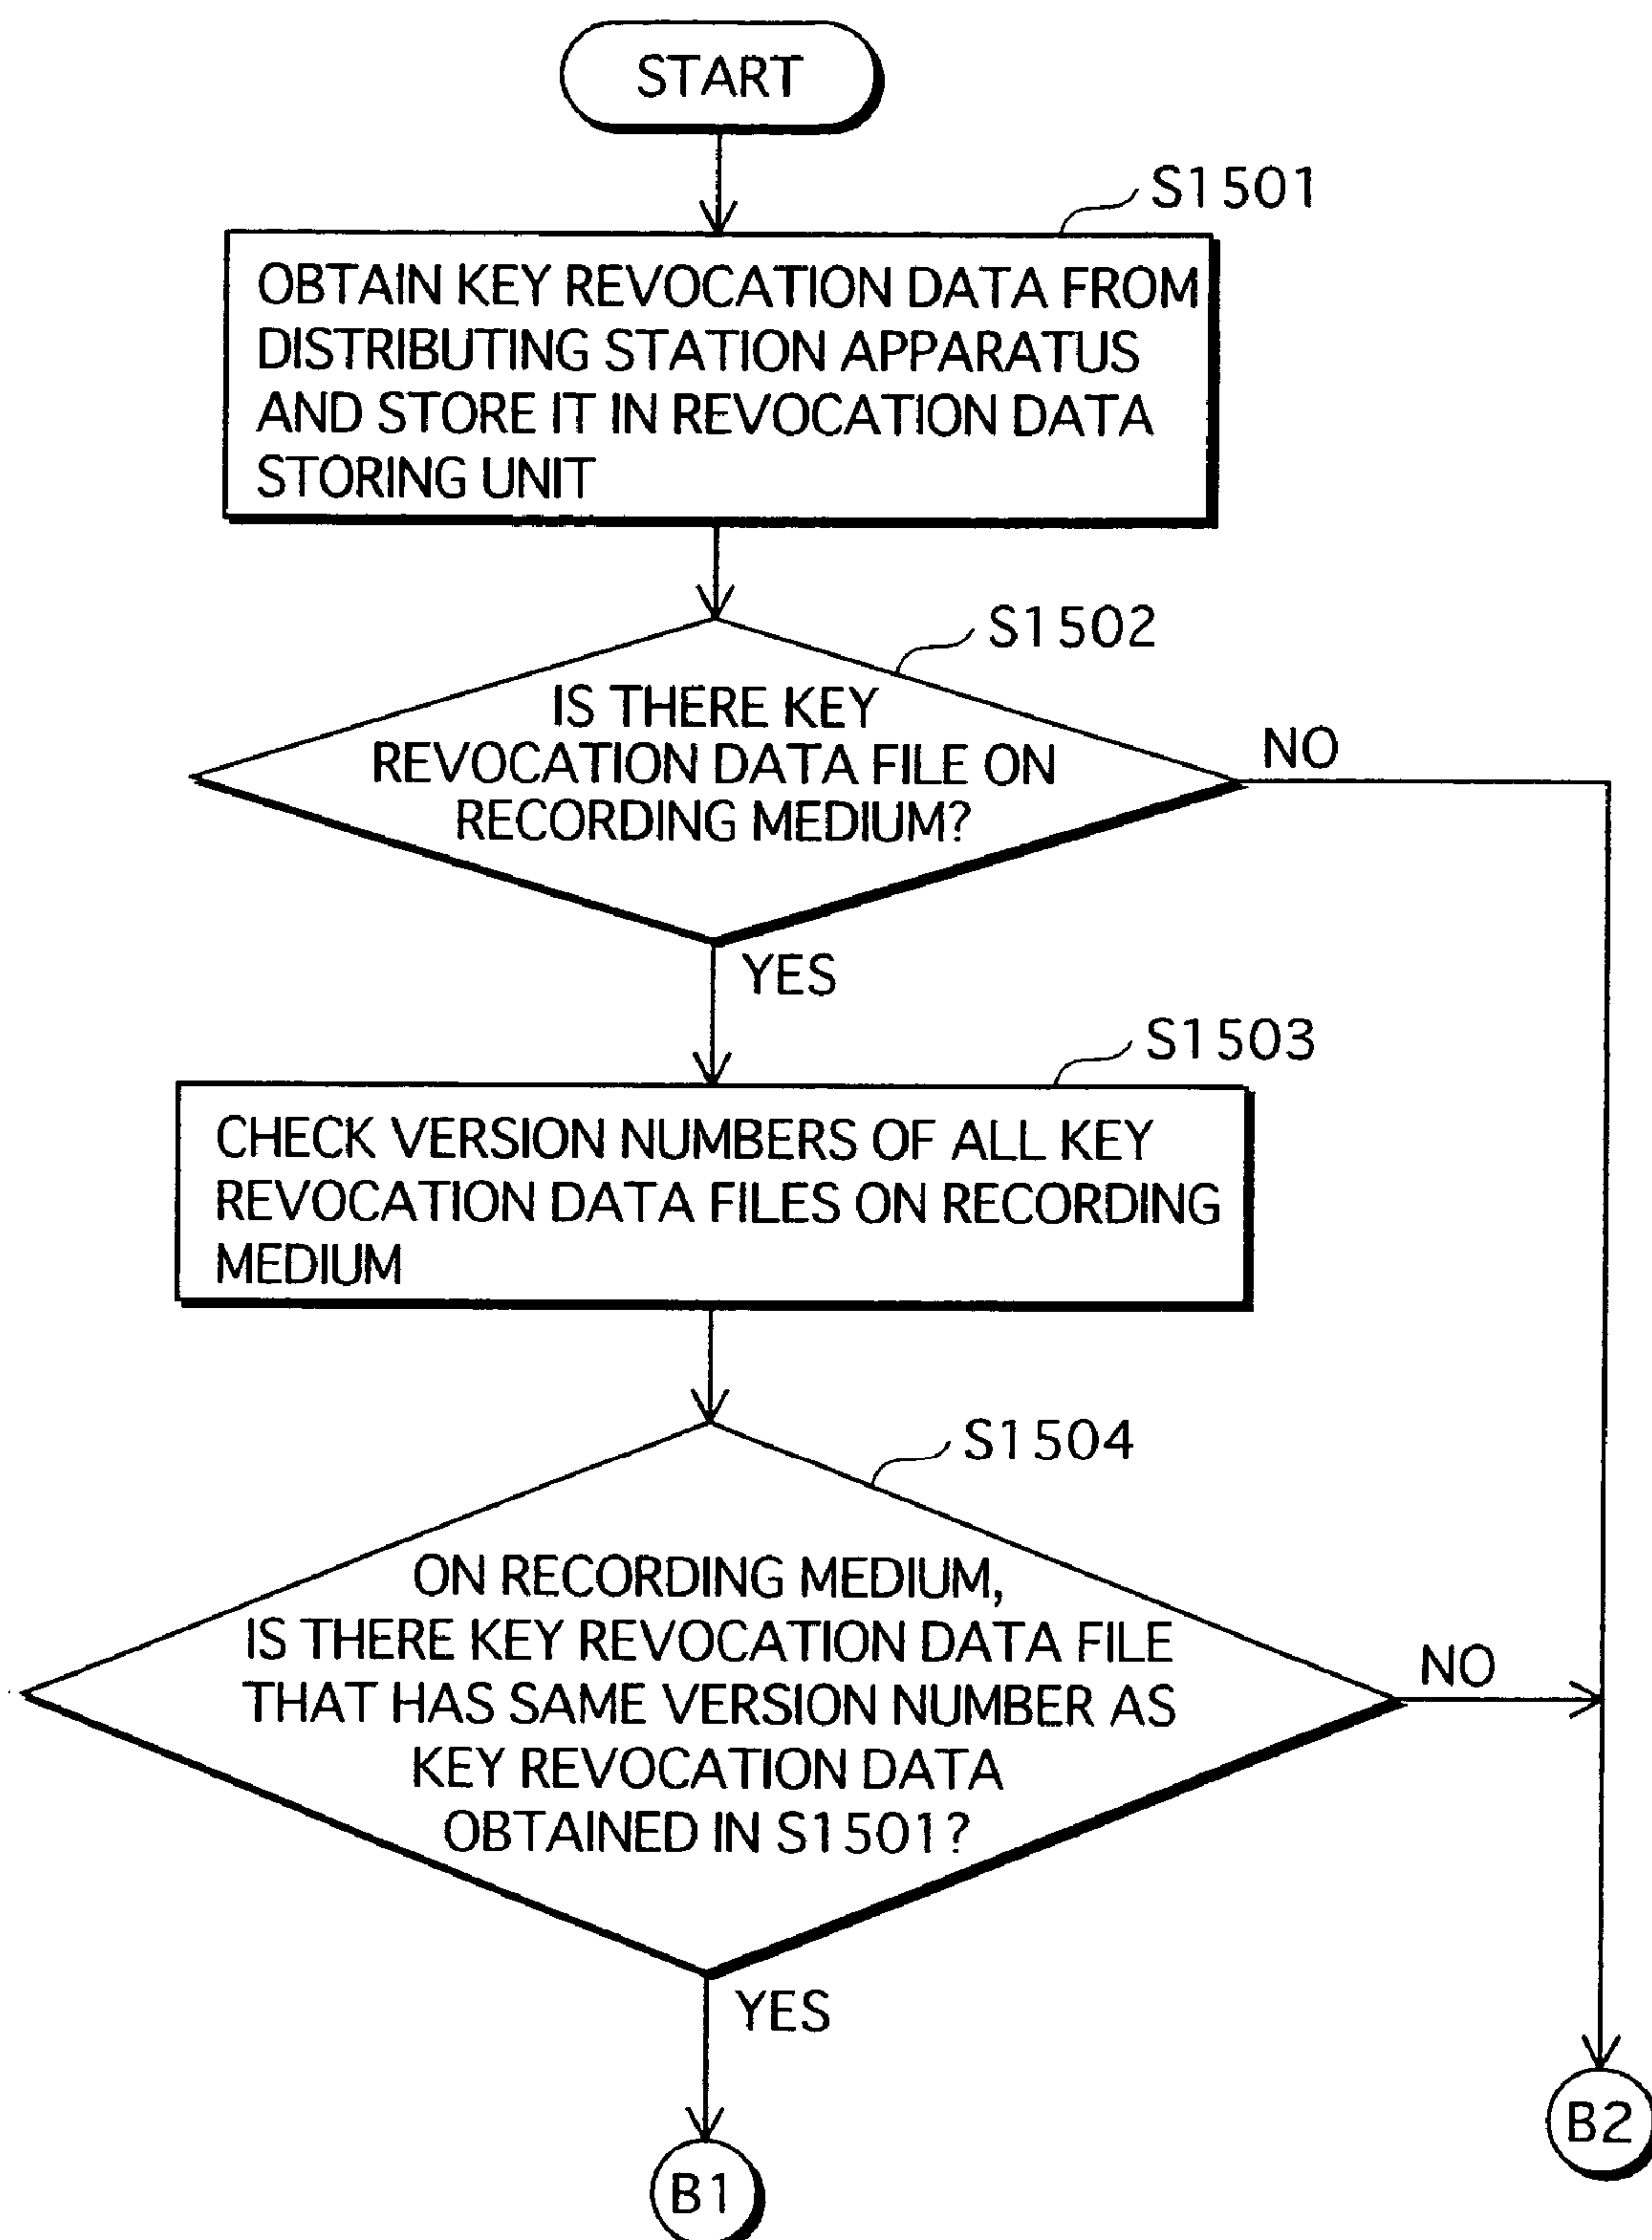 START
S1501
OBTAIN KEY REVOCATION DATA FROM
DISTRIBUTING STATION APPARATUS
AND STORE IT IN REVOCATION DATA
STORING UNIT
S1502
IS THERE KEY
REVOCATION DATA FILE ON
RECORDING MEDIUM?
NO
YES
S1503
CHECK VERSION NUMBERS OF ALL KEY
REVOCATION DATA FILES ON RECORDING
MEDIUM
S1504
ON RECORDING MEDIUM,
IS THERE KEY REVOCATION DATA FILE
THAT HAS SAME VERSION NUMBER AS
KEY REVOCATION DATA
OBTAINED IN S1501?
NO
YES
B2
B1